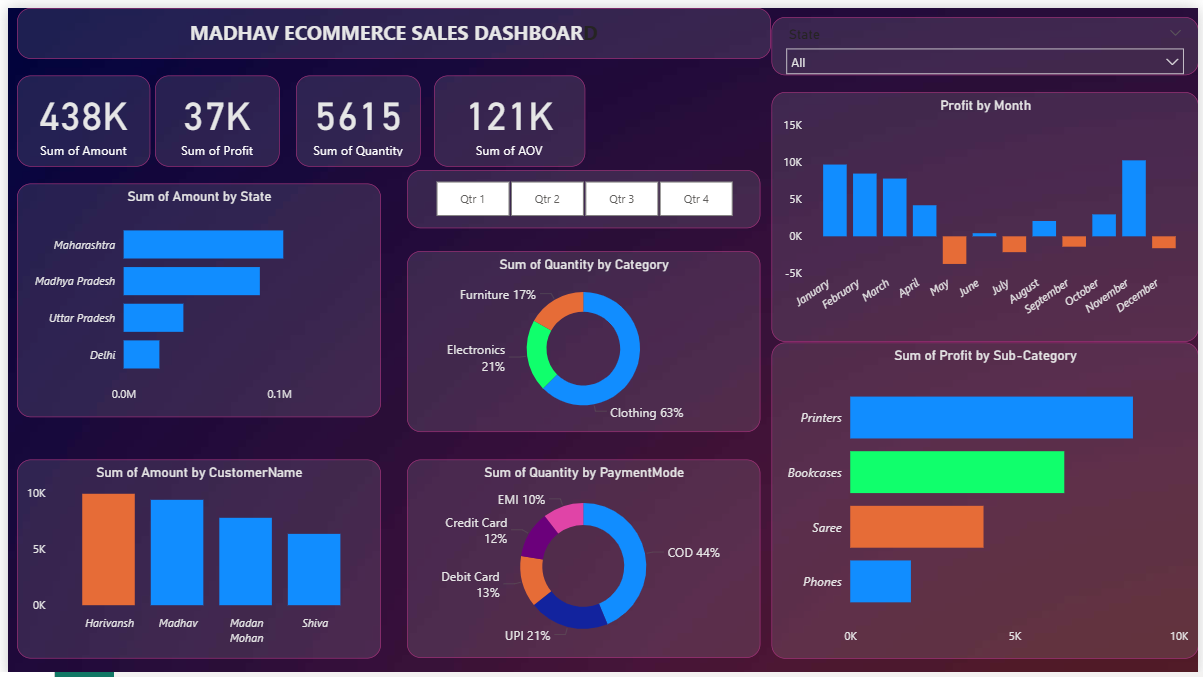 MADHAV ECOMMERCE SALES DASHBOARD
State
All
438K
Sum of Amount
37K
Sum of Profit
5615
Sum of Quantity
121K
Sum of AOV
Qtr 1
Qtr 2
Qtr 3
Qtr 4
Sum of Amount by State
Maharashtra
Madhya Pradesh
Uttar Pradesh
Delhi
0.0M
0.1M
Sum of Quantity by Category
Furniture 17%
Electronics
21%
Clothing 63%
Profit by Month
15K
10K
5K
0K
-5K
January
February
March
April
May
June
July
August
September
October
November
December
Sum of Amount by CustomerName
10K
5K
0K
Harivansh
Madhav
Madan
Mohan
Shiva
Sum of Quantity by PaymentMode
EMI 10%
Credit Card
12%
Debit Card
13%
UPI 21%
COD 44%
Sum of Profit by Sub-Category
Printers
Bookcases
Saree
Phones
0K
5K
10K